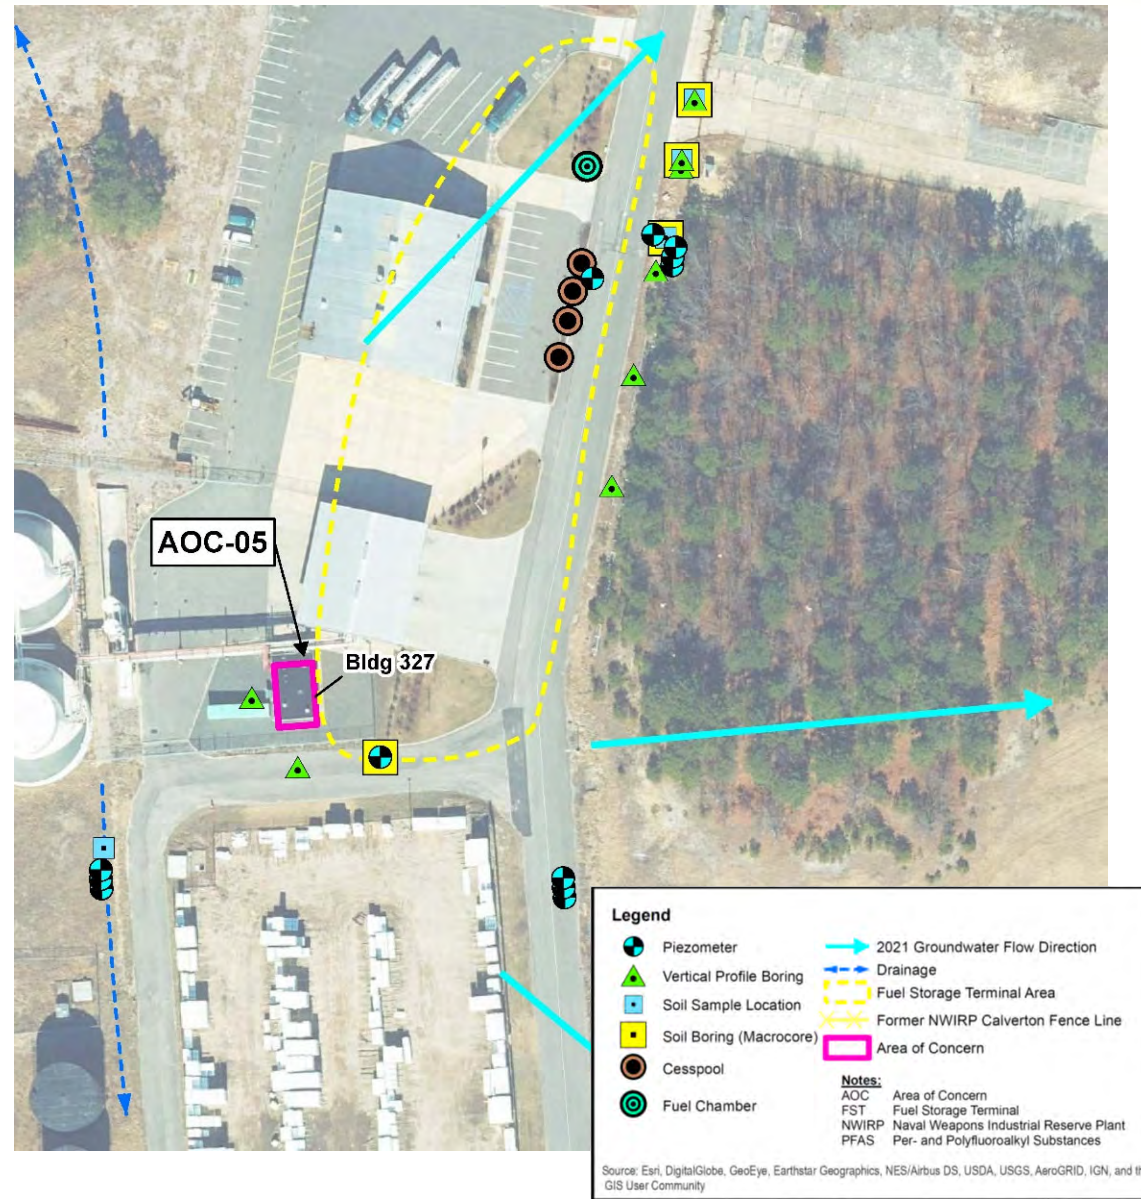 AOC-05
Bldg 327
Legend
Piezometer
Vertical Profile Boring
Soil Sample Location
Soil Boring (Macrocore)
Cesspool
Fuel Chamber
2021 Groundwater Flow Direction
Drainage
Fuel Storage Terminal Area
Former NWIRP Calverton Fence Line
Area of Concern
Notes:
AOC Area of Concern
FST Fuel Storage Terminal
NWIRP Naval Weapons Industrial Reserve Plant
PFAS Per- and Polyfluoroalkyl Substances
Source: Esri, DigitalGlobe, GeoEye, Earthstar Geographics, NES/Airbus DS, USDA, USGS, AeroGRID, IGN, and th
GIS User Community